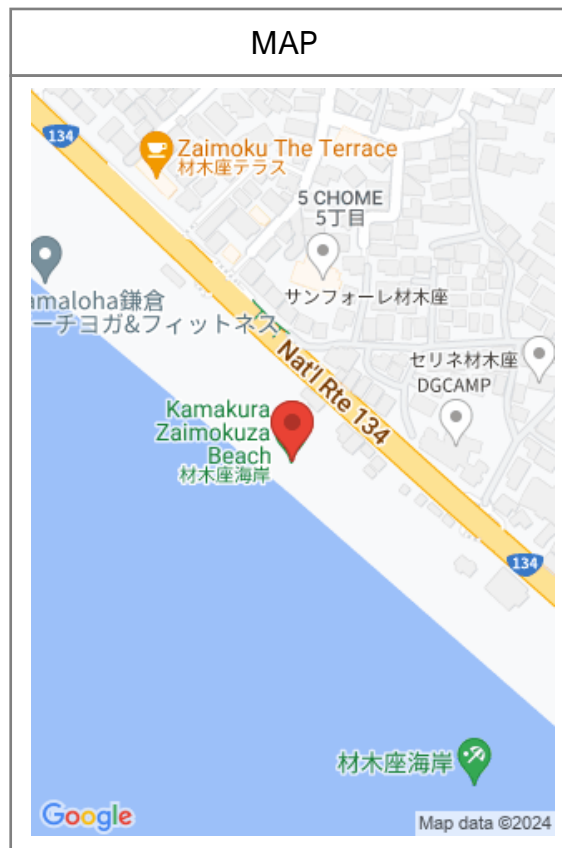 MAP
134
Zaimoku The Terrace
材木座テラス
5 CHOME
5丁目
amaloha鎌倉
ーチヨガ&フィットネス
サンフォーレ材木座
Nat'l Rte 134
セリネ材木座
DGCAMP
Kamakura
Zaimokuza
Beach
材木座海岸
134
材木座海岸
Google
Map data ©2024